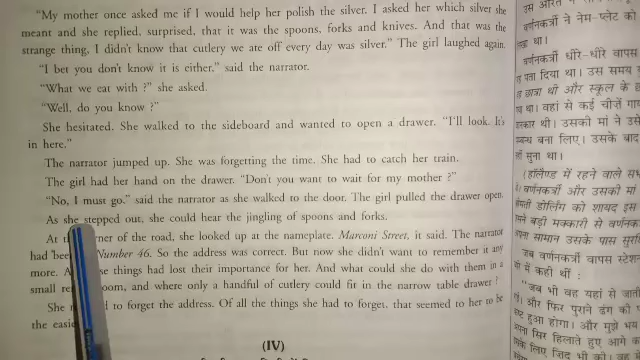 "My mother once asked me if I would help her polish the silver. I asked her which silver she
meant and she replied, surprised, that it was the spoons, forks and knives. And that was the
strange thing, I didn't know that cutlery we are off every day was silver." The girl laughed again.
"I bet you don't know it is either." said the narrator.
"What we eat with ?" she asked.
"Well, do you know ?"
She hesitated. She walked to the sideboard and wanted to open a drawer. "I'll look. It's
in here."
The narrator jumped up. She was forgetting the time. She had to catch her train.
The girl had her hand on the drawer. "Don't you want to wait for my mother ?"
"No, I must go." said the narrator as she walked to the door. The girl pulled the drawer open.
As she stepped out, she could hear the jingling of spoons and forks.
At of the road, she looked at the nameplate. Marconi Street, it said. The narrator
had Number 46. So the address was correct. But now she didn't want to remember it any
more. things had lost their importance for her. And what could she do with them in a
small room, and where only a handful of cutlery could fit in the narrow table drawer ?
She to forget the address. Of all the things she had to forget, that seemed to her to be
the
(IV)
उस औरत ने
वर्णनकर्त्री ने नेम-प्लेट को
था।
वर्णनकर्त्री धीरे-धीरे वापस
पता दिया था। उस समय
छात्रा थी और स्कूल के
था। वहां से कई चीजें गाय
थी। उसकी मां ने उसे
बना लिए। उसके बाद
सुना था।
(हॉलैण्ड में रहने वाले
वर्णनकर्त्री और उसकी मां
डोर्लिंग को शायद इस
बड़ी मक्कारी से वर्णनक
सामान उसके पास सुरक्षि
जब वर्णनकर्त्री वापस स्टेशन
में कही थीं :
"जब भी वह यहां से जाती
और फिर पुराने ढंग की
हुआ होगा। और मुझे
सिर हिलाते हुए आगे
लिए जिद भी की।